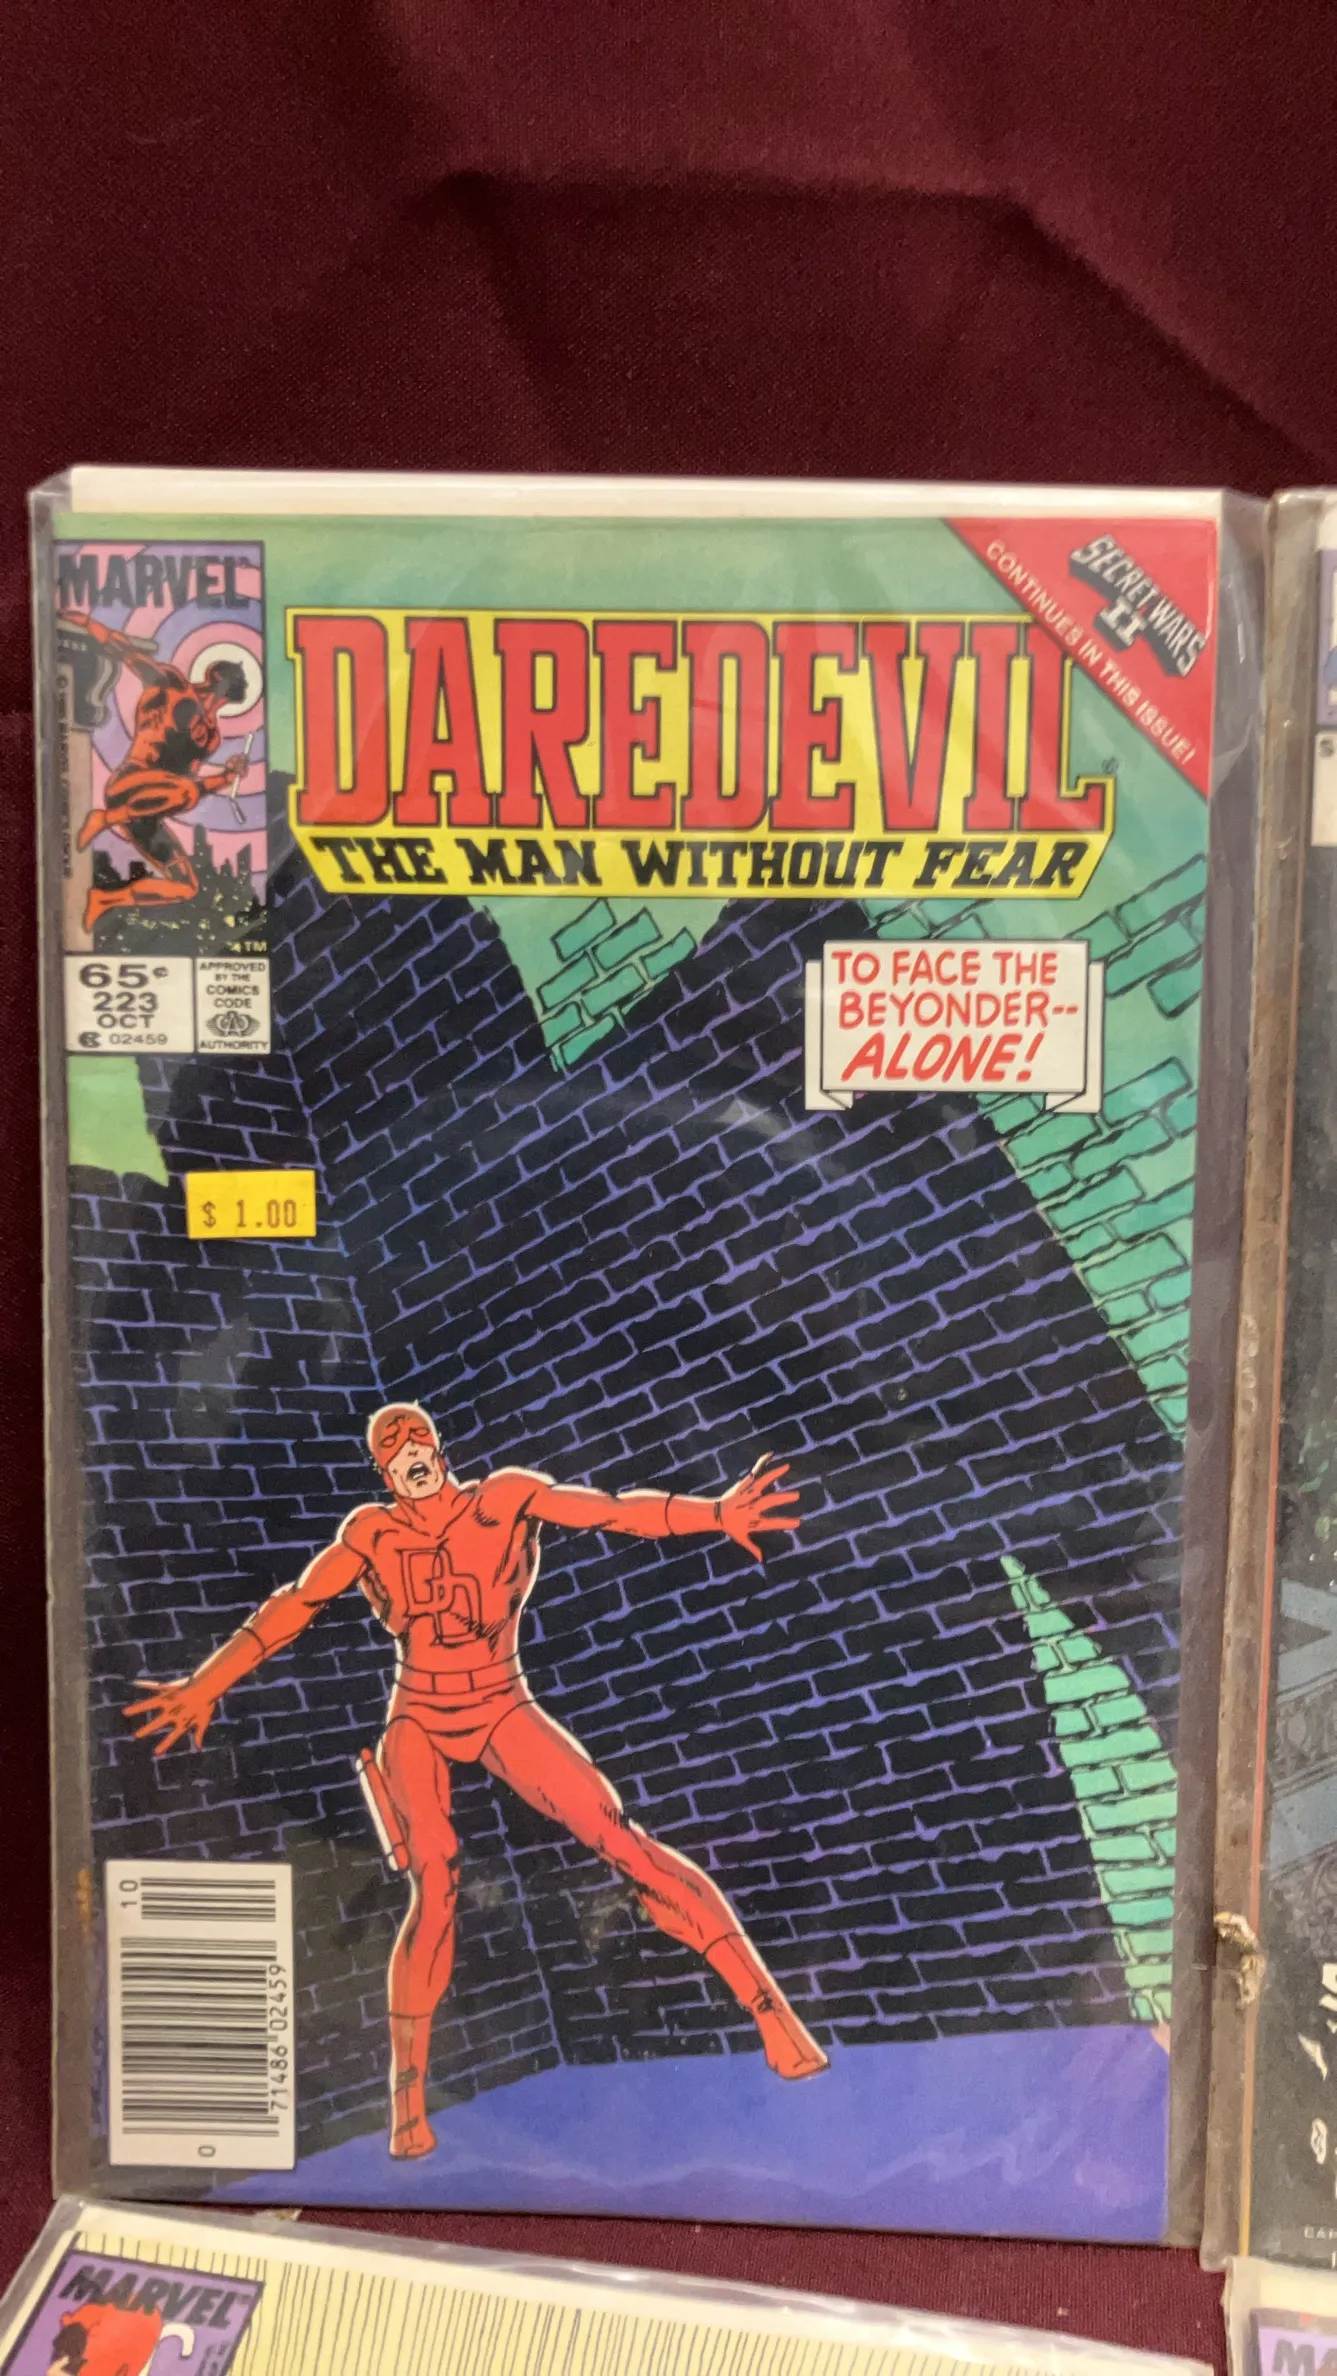 MARVEL
DAREDEVIL
THE MAN WITHOUT FEAR
SECRET WARS
II
CONTINUES IN THIS ISSUE!
TM
65¢
223
OCT
02459
APPROVED
BY THE
COMICS
CODE
AUTHORITY
TO FACE THE
BEYONDER--
ALONE!
$ 1.00
DD
10
71486 02459
0
MARVEL